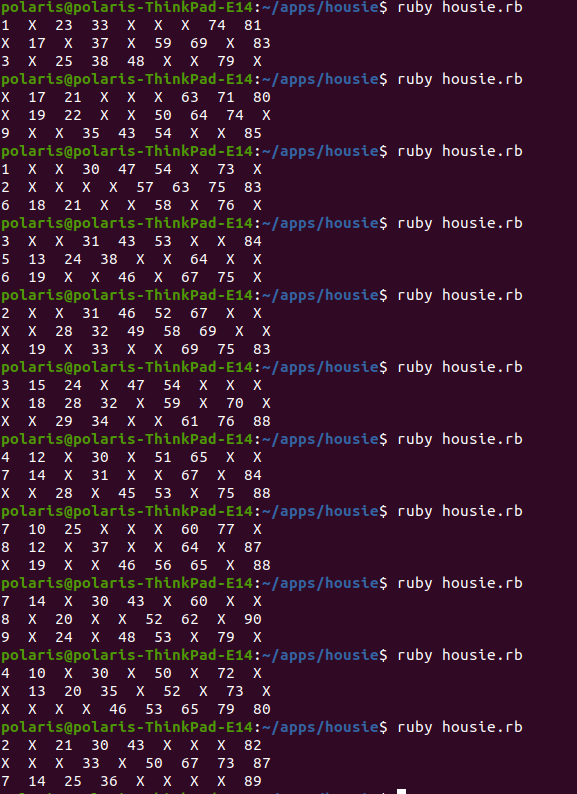 polaris@polaris-ThinkPad-E14:~/apps/housie$ ruby housie.rb
1 X 23 33 X X X 74 81
X 17 X 37 X 59 69 X 83
3 X 25 38 48 X X 79 X
polaris@polaris-ThinkPad-E14:~/apps/housie$ ruby housie.rb
X 17 21 X X X 63 71 80
X 19 22 X X 50 64 74 X
9 X X 35 43 54 X X 85
polaris@polaris-ThinkPad-E14:~/apps/housie$ ruby housie.rb
1 X X 30 47 54 X 73 X
2 X X X X 57 63 75 83
6 18 21 X X 58 X 76 X
polaris@polaris-ThinkPad-E14:~/apps/housie$ ruby housie.rb
3 X X 31 43 53 X X 84
5 13 24 38 X X 64 X X
6 19 X X 46 X 67 75 X
polaris@polaris-ThinkPad-E14:~/apps/housie$ ruby housie.rb
2 X X 31 46 52 67 X X
X X 28 32 49 58 69 X X
X 19 X 33 X X 69 75 83
polaris@polaris-ThinkPad-E14:~/apps/housie$ ruby housie.rb
3 15 24 X 47 54 X X X
X 18 28 32 X 59 X 70 X
X X 29 34 X X 61 76 88
polaris@polaris-ThinkPad-E14:~/apps/housie$ ruby housie.rb
4 12 X 30 X 51 65 X X
7 14 X 31 X X 67 X 84
X X 28 X 45 53 X 75 88
polaris@polaris-ThinkPad-E14:~/apps/housie$ ruby housie.rb
7 10 25 X X X 60 77 X
8 12 X 37 X X 64 X 87
X 19 X X 46 56 65 X 88
polaris@polaris-ThinkPad-E14:~/apps/housie$ ruby housie.rb
7 14 X 30 43 X 60 X X
8 X 20 X X 52 62 X 90
9 X 24 X 48 53 X 79 X
polaris@polaris-ThinkPad-E14:~/apps/housie$ ruby housie.rb
4 10 X 30 X 50 X 72 X
X 13 20 35 X 52 X 73 X
X X X X 46 53 65 79 80
polaris@polaris-ThinkPad-E14:~/apps/housie$ ruby housie.rb
2 X 21 30 43 X X X 82
X X X 33 X 50 67 73 87
7 14 25 36 X X X X 89